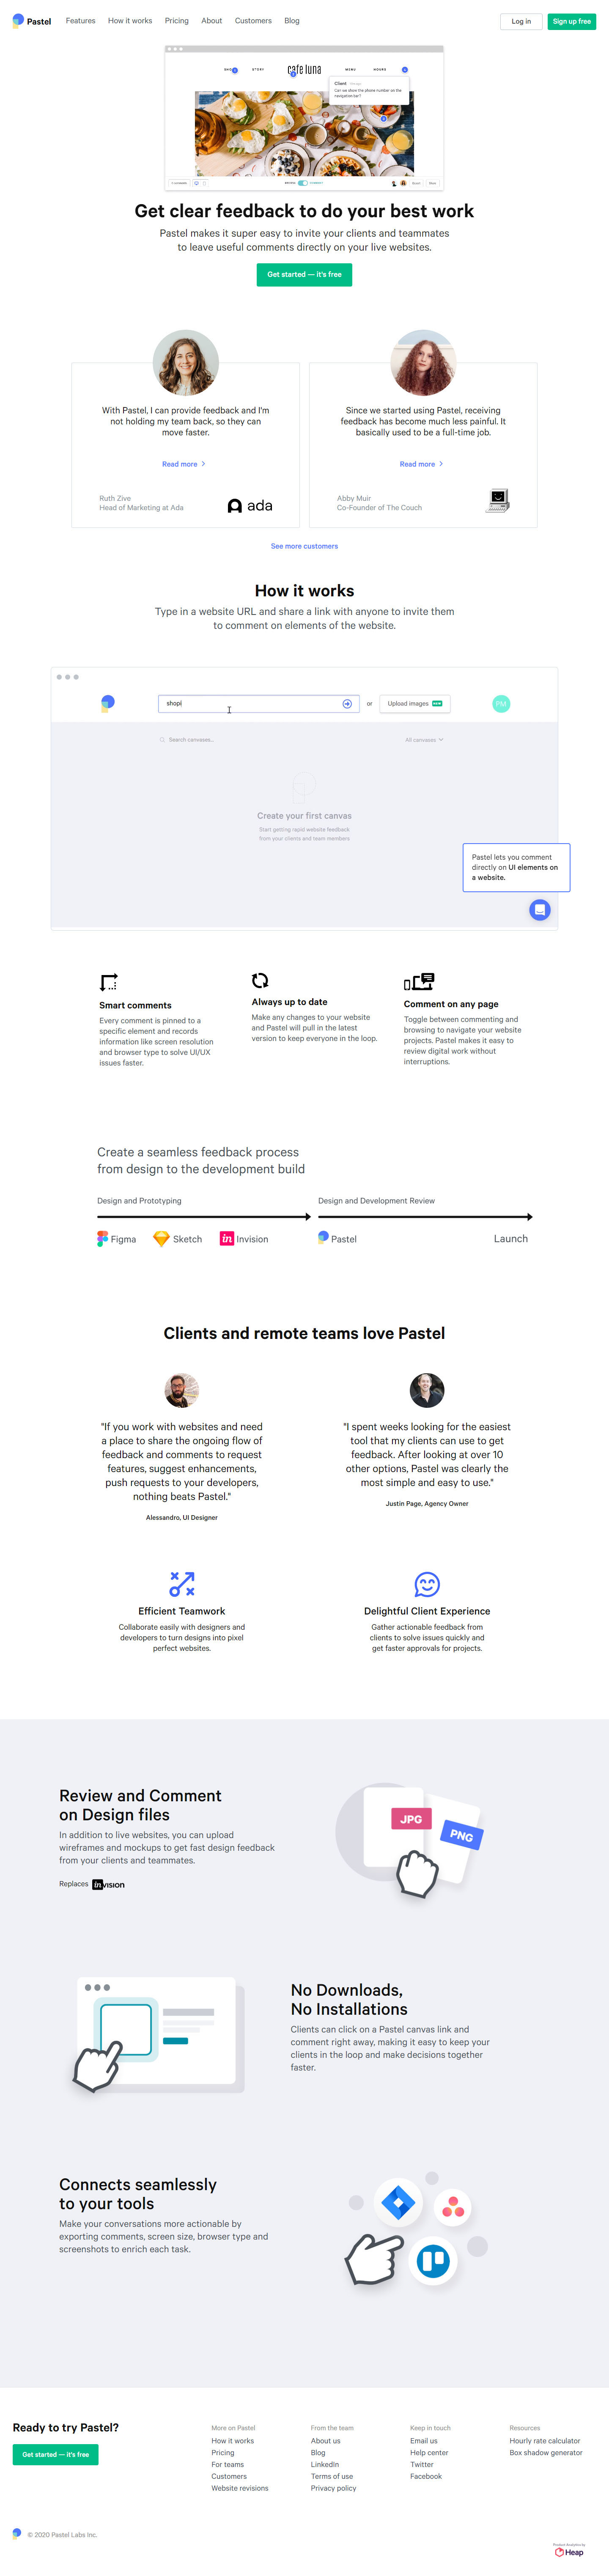 Pastel
Features How it works Pricing About Customers Blog
Log in Sign up free
STORY
cafe luna
MENU HOURS
Client
Can we show the phone number on the
navigation bar?
BROWSE COMMENT
Share
Get clear feedback to do your best work
Pastel makes it super easy to invite your clients and teammates
to leave useful comments directly on your live websites.
Get started — it's free
With Pastel, I can provide feedback and I'm
not holding my team back, so they can
move faster.
Read more
Ruth Zive
Head of Marketing at Ada
ada
Since we started using Pastel, receiving
feedback has become much less painful. It
basically used to be a full-time job.
Read more
Abby Muir
Co-Founder of The Couch
See more customers
How it works
Type in a website URL and share a link with anyone to invite them
to comment on elements of the website.
shopi
or
Upload images NEW
PM
Search canvases...
All canvases
Create your first canvas
Start getting rapid website feedback
from your clients and team members
Pastel lets you comment
directly on UI elements on
a website.
Smart comments
Every comment is pinned to a
specific element and records
information like screen resolution
and browser type to solve UI/UX
issues faster.
Always up to date
Make any changes to your website
and Pastel will pull in the latest
version to keep everyone in the loop.
Comment on any page
Toggle between commenting and
browsing to navigate your website
projects. Pastel makes it easy to
review digital work without
interruptions.
Create a seamless feedback process
from design to the development build
Design and Prototyping
Design and Development Review
Figma
Sketch
in Invision
Pastel
Launch
Clients and remote teams love Pastel
"If you work with websites and need
a place to share the ongoing flow of
feedback and comments to request
features, suggest enhancements,
push requests to your developers,
nothing beats Pastel."
Alessandro, UI Designer
"I spent weeks looking for the easiest
tool that my clients can use to get
feedback. After looking at over 10
other options, Pastel was clearly the
most simple and easy to use."
Justin Page, Agency Owner
Efficient Teamwork
Collaborate easily with designers and
developers to turn designs into pixel
perfect websites.
Delightful Client Experience
Gather actionable feedback from
clients to solve issues quickly and
get faster approvals for projects.
Review and Comment
on Design files
In addition to live websites, you can upload
wireframes and mockups to get fast design feedback
from your clients and teammates.
Replaces inVISION
JPG
PNG
No Downloads,
No Installations
Clients can click on a Pastel canvas link and
comment right away, making it easy to keep your
clients in the loop and make decisions together
faster.
Connects seamlessly
to your tools
Make your conversations more actionable by
exporting comments, screen size, browser type and
screenshots to enrich each task.
Ready to try Pastel?
Get started — it's free
More on Pastel
How it works
Pricing
For teams
Customers
Website revisions
From the team
About us
Blog
LinkedIn
Terms of use
Privacy policy
Keep in touch
Email us
Help center
Twitter
Facebook
Resources
Hourly rate calculator
Box shadow generator
© 2020 Pastel Labs Inc.
Product Analytics by
Heap